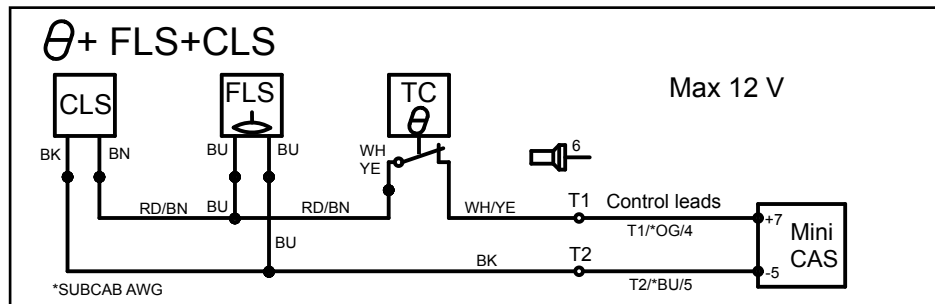 θ+ FLS+CLS
CLS
FLS
TC
θ
Max 12 V
BK
BN
BU
BU
WH
YE
6
RD/BN
BU
RD/BN
WH/YE
T1
Control leads
T1/*OG/4
+7
Mini
CAS
BU
BK
T2
T2/*BU/5
-5
*SUBCAB AWG